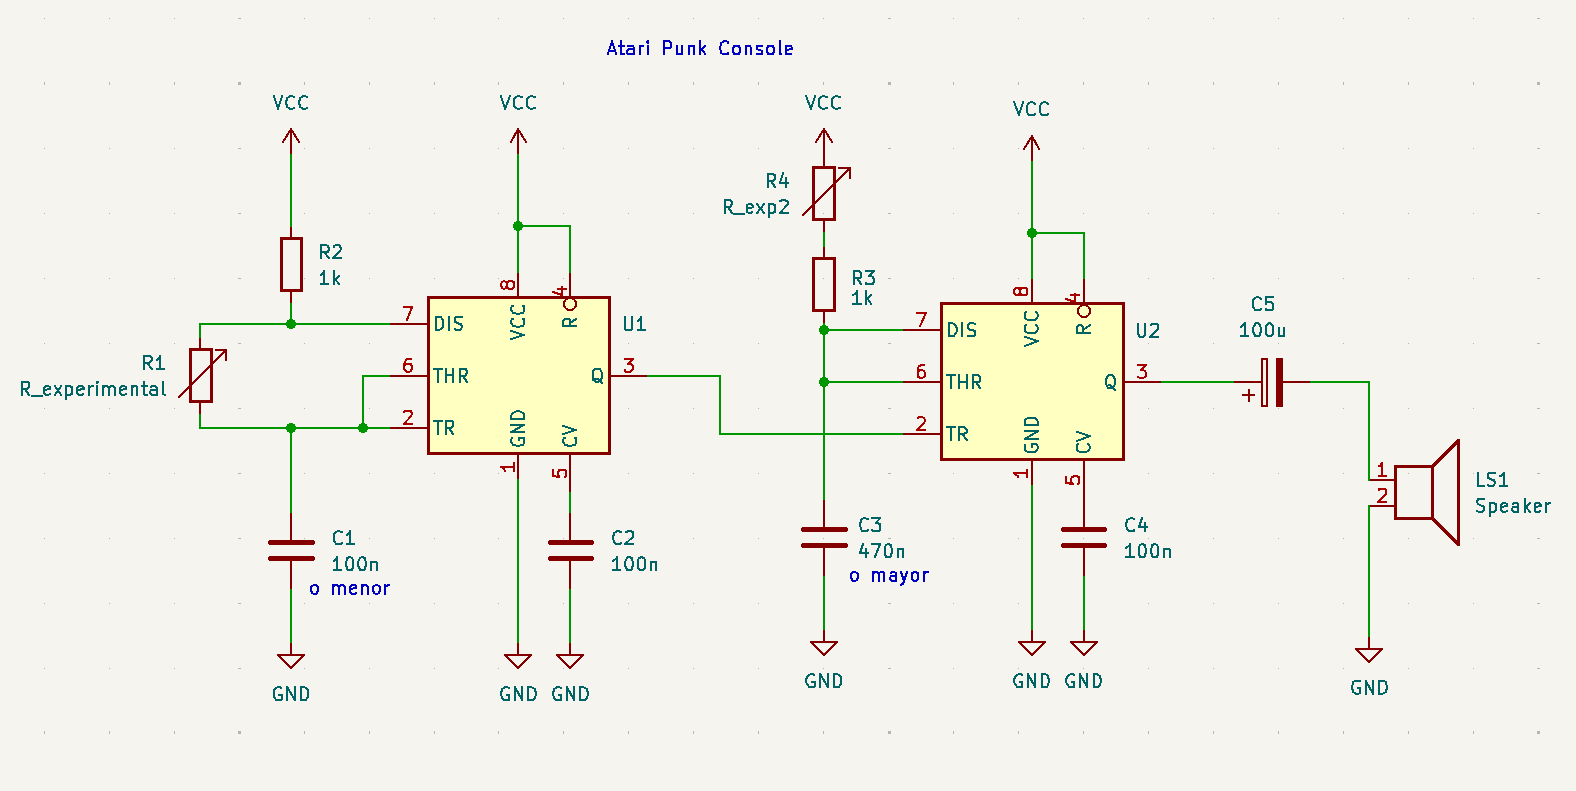 Atari Punk Console
VCC
VCC
VCC
VCC
R2
1k
R1
R_experimental
7
6
2
DIS
THR
TR
8
VCC
4
R
Q
GND
CV
1
5
U1
3
C1
100n
o menor
C2
100n
GND
GND
GND
R4
R_exp2
R3
1k
7
6
2
DIS
THR
TR
8
VCC
4
R
Q
GND
CV
1
5
U2
3
C3
470n
o mayor
C4
100n
GND
GND
GND
C5
100u
+
1
2
LS1
Speaker
GND